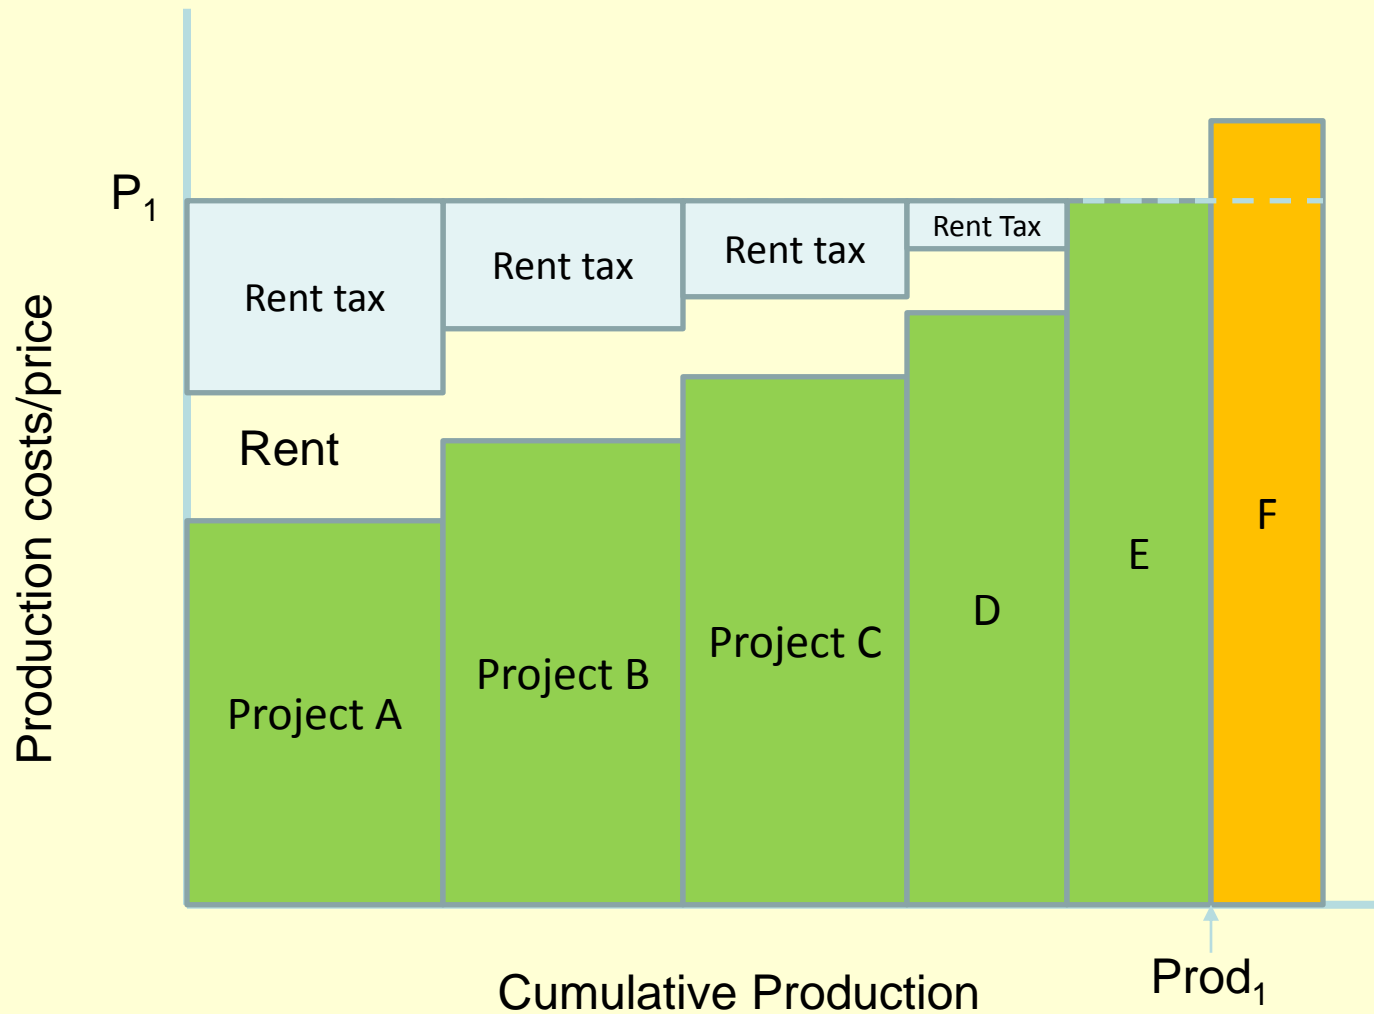 P₁
Rent tax
Rent tax
Rent tax
Rent Tax
Rent
Project A
Project B
Project C
D
E
F
Production costs/price
Cumulative Production
Prod₁